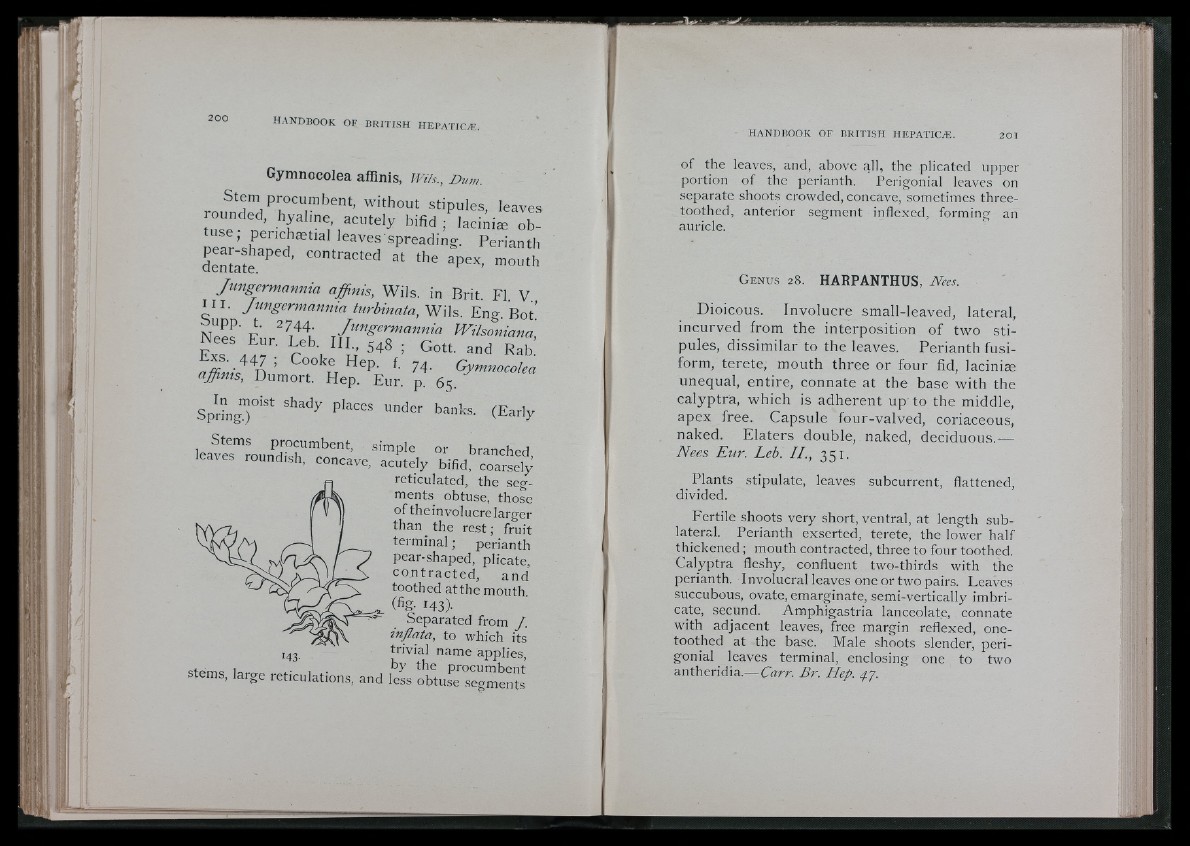 200 HANDBOOK OF BRITISH HEPATICÆ.
Gymnocolea affinis, Wils., Dum.
Stem procumbent, without stipules, leaves
rounded, hyaline, acutely bifid ; laciniæ ob-
tuse ; perichætial leaves spreading. Perianth
pear-shaped, contracted at the apex, mouth
dentate.
Jungermannia affinis, Wils. in Brit. Fl. V.,
111. Jungermannia turbinata, Wils. Eng. Bot.
Supp. t. 2744. Jungermannia Wilsoniana,
Nees Eur. Leb. III., 548 ; Gott. and Rab.
Exs. 447 ; Cooke Hep. f. 74. Gymnocolea
affinis, Dumort. Hep. Eur. p. 65.
In moist shady places under banks. (Early
Spring.)
Stems procumbent, simple or branched,
leaves roundish, concave, acutely bifid, coarsely
reticulated, the seg-
ments obtuse, those
of the involucre larger
than the rest ; fruit
terminal ; perianth
pear-shaped, plicate,
contracted, and
toothed at the mouth.
(fig. 143).
Separated from J.
inflata, to which its
trivial name applies,
by the procumbent
143.
stems, large reticulations, and less obtuse segments
HANDBOOK OF BRITISH HEPATICÆ. 201
of the leaves, and, above all, the plicated upper
portion of the perianth. Perigonial leaves on
separate shoots crowded, concave, sometimes three-
toothed, anterior segment inflexed, forming an
auricle.
GENUS 28. HARPANTHUS, Nees.
Dioicous. Involucre small-leaved, lateral,
incurved from the interposition of two sti-
pules, dissimilar to the leaves. Perianth fusi-
form, terete, mouth three or four fid, laciniæ
unequal, entire, connate at the base with the
calyptra, which is adherent up to the middle,
apex free. Capsule four-valved, coriaceous,
naked. Elaters double, naked, deciduous.—
Nees Eur. Leb. II., 351.
Plants stipulate, leaves subcurrent, flattened,
divided.
Fertile shoots very short, ventral, at length sub-
lateral. Perianth exserted, terete, the lower half
thickened ; mouth contracted, three to four toothed.
Calyptra fleshy, confluent two-thirds with the
perianth. Involucral leaves one or two pairs. Leaves
succubous, ovate, emarginate, semi-vertically imbri-
cate, secund. Amphigastria lanceolate, connate
with adjacent leaves, free margin reflexed, one-
toothed at the base. Male shoots slender, peri-
gonial leaves terminal, enclosing one to two
antheridia.—Carr. Br. Hep. 47.